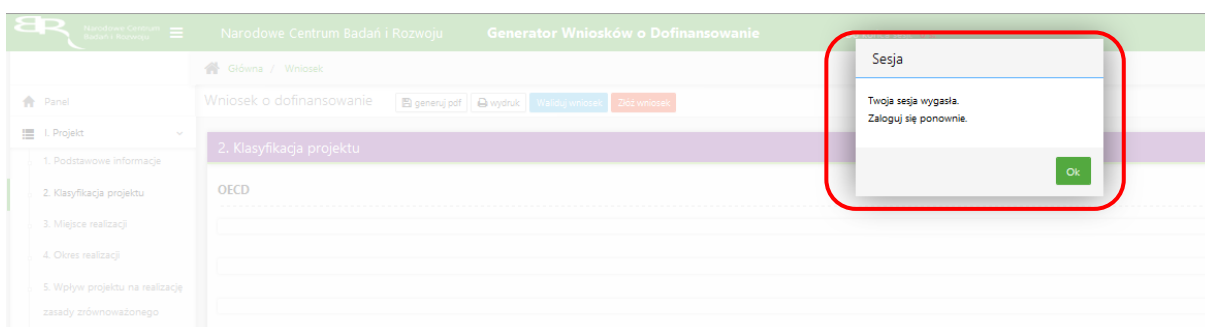 Narodowe Centrum
Badań i Rozwoju
Narodowe Centrum Badań i Rozwoju
Generator Wniosków o Dofinansowanie
Główna / Wniosek
Panel
I. Projekt
1. Podstawowe informacje
2. Klasyfikacja projektu
3. Miejsce realizacji
4. Okres realizacji
5. Wpływ projektu na realizację
zasady zrównoważonego
Wniosek o dofinansowanie
generuj pdf
wydruk
Waliduj wniosek
Złóż wniosek
2. Klasyfikacja projektu
OECD
Sesja
Twoja sesja wygasła.
Zaloguj się ponownie.
Ok